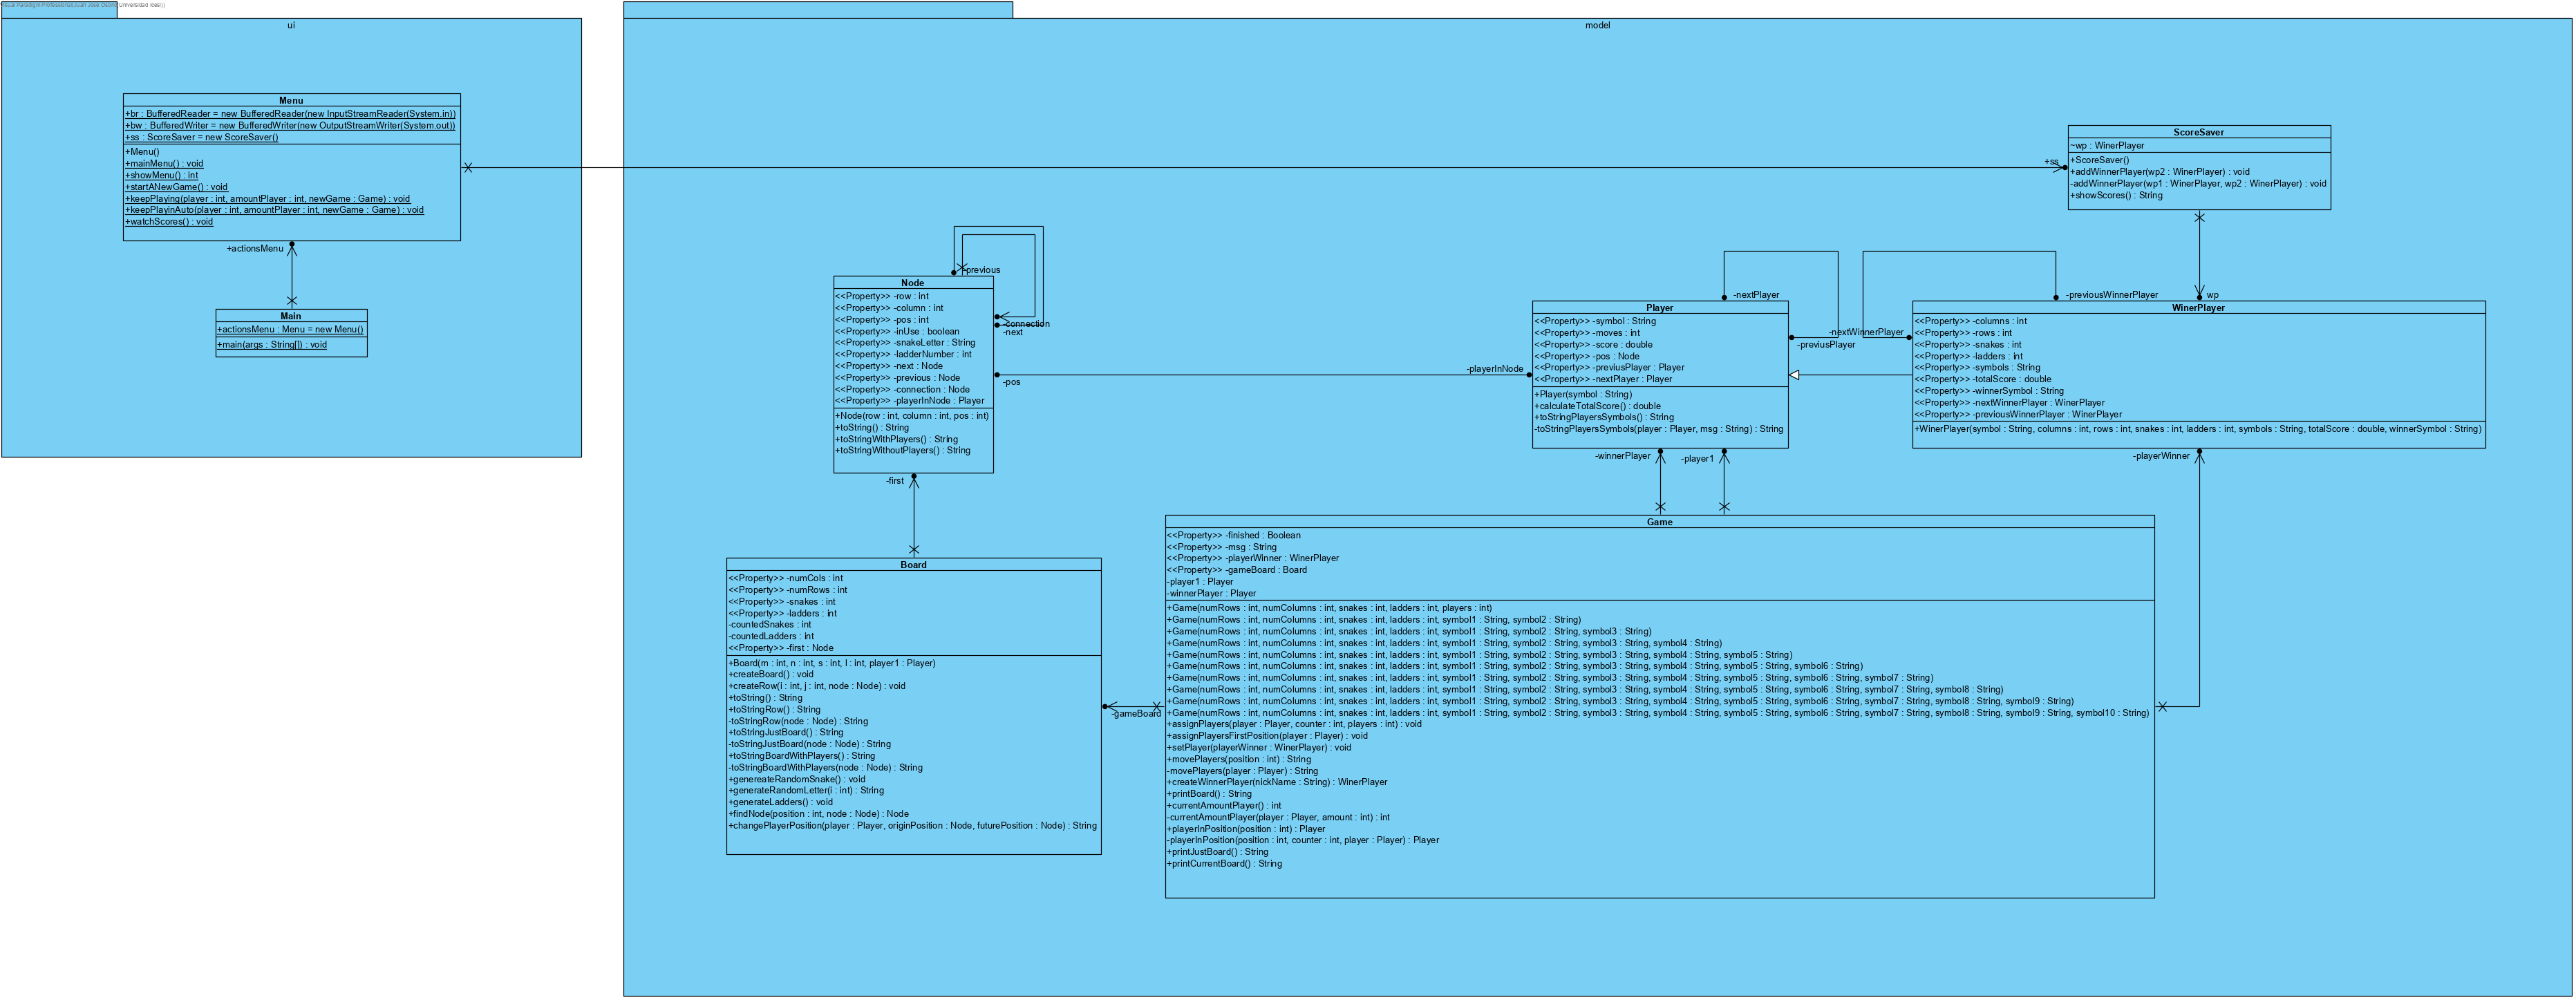 Visual Paradigm Professional(Juan José Osorio(Universidad Icesi))
ui
Menu
+br : BufferedReader = new BufferedReader(new InputStreamReader(System.in))
+bw : BufferedWriter = new BufferedWriter(new OutputStreamWriter(System.out))
+ss : ScoreSaver = new ScoreSaver()
+Menu()
+mainMenu() : void
+showMenu() : int
+startANewGame() : void
+keepPlaying(player : int, amountPlayer : int, newGame : Game) : void
+keepPlayinAuto(player : int, amountPlayer : int, newGame : Game) : void
+watchScores() : void
+actionsMenu
Main
+actionsMenu : Menu = new Menu()
+main(args : String[]) : void
model
+ss
ScoreSaver
~wp : WinerPlayer
+ScoreSaver()
+addWinnerPlayer(wp2 : WinerPlayer) : void
-addWinnerPlayer(wp1 : WinerPlayer, wp2 : WinerPlayer) : void
+showScores() : String
-previous
Node
<<Property>> -row : int
<<Property>> -column : int
<<Property>> -pos : int
<<Property>> -inUse : boolean
<<Property>> -snakeLetter : String
<<Property>> -ladderNumber : int
<<Property>> -next : Node
<<Property>> -previous : Node
<<Property>> -connection : Node
<<Property>> -playerInNode : Player
+Node(row : int, column : int, pos : int)
+toString() : String
+toStringWithPlayers() : String
+toStringWithoutPlayers() : String
-connection
-next
-pos
-playerInNode
-first
-nextPlayer
Player
<<Property>> -symbol : String
<<Property>> -moves : int
<<Property>> -score : double
<<Property>> -pos : Node
<<Property>> -previusPlayer : Player
<<Property>> -nextPlayer : Player
+Player(symbol : String)
+calculateTotalScore() : double
+toStringPlayersSymbols() : String
-toStringPlayersSymbols(player : Player, msg : String) : String
-previusPlayer
-nextWinnerPlayer
-previousWinnerPlayer
wp
WinerPlayer
<<Property>> -columns : int
<<Property>> -rows : int
<<Property>> -snakes : int
<<Property>> -ladders : int
<<Property>> -symbols : String
<<Property>> -totalScore : double
<<Property>> -winnerSymbol : String
<<Property>> -nextWinnerPlayer : WinerPlayer
<<Property>> -previousWinnerPlayer : WinerPlayer
+WinerPlayer(symbol : String, columns : int, rows : int, snakes : int, ladders : int, symbols : String, totalScore : double, winnerSymbol : String)
-winnerPlayer
-player1
-playerWinner
Board
<<Property>> -numCols : int
<<Property>> -numRows : int
<<Property>> -snakes : int
<<Property>> -ladders : int
-countedSnakes : int
-countedLadders : int
<<Property>> -first : Node
+Board(m : int, n : int, s : int, l : int, player1 : Player)
+createBoard() : void
+createRow(i : int, j : int, node : Node) : void
+toString() : String
+toStringRow() : String
-toStringRow(node : Node) : String
+toStringJustBoard() : String
-toStringJustBoard(node : Node) : String
+toStringBoardWithPlayers() : String
-toStringBoardWithPlayers(node : Node) : String
+genereateRandomSnake() : void
+generateRandomLetter(i : int) : String
+generateLadders() : void
+findNode(position : int, node : Node) : Node
+changePlayerPosition(player : Player, originPosition : Node, futurePosition : Node) : String
-gameBoard
Game
<<Property>> -finished : Boolean
<<Property>> -msg : String
<<Property>> -playerWinner : WinerPlayer
<<Property>> -gameBoard : Board
-player1 : Player
-winnerPlayer : Player
+Game(numRows : int, numColumns : int, snakes : int, ladders : int, players : int)
+Game(numRows : int, numColumns : int, snakes : int, ladders : int, symbol1 : String, symbol2 : String)
+Game(numRows : int, numColumns : int, snakes : int, ladders : int, symbol1 : String, symbol2 : String, symbol3 : String)
+Game(numRows : int, numColumns : int, snakes : int, ladders : int, symbol1 : String, symbol2 : String, symbol3 : String, symbol4 : String)
+Game(numRows : int, numColumns : int, snakes : int, ladders : int, symbol1 : String, symbol2 : String, symbol3 : String, symbol4 : String, symbol5 : String)
+Game(numRows : int, numColumns : int, snakes : int, ladders : int, symbol1 : String, symbol2 : String, symbol3 : String, symbol4 : String, symbol5 : String, symbol6 : String)
+Game(numRows : int, numColumns : int, snakes : int, ladders : int, symbol1 : String, symbol2 : String, symbol3 : String, symbol4 : String, symbol5 : String, symbol6 : String, symbol7 : String)
+Game(numRows : int, numColumns : int, snakes : int, ladders : int, symbol1 : String, symbol2 : String, symbol3 : String, symbol4 : String, symbol5 : String, symbol6 : String, symbol7 : String, symbol8 : String)
+Game(numRows : int, numColumns : int, snakes : int, ladders : int, symbol1 : String, symbol2 : String, symbol3 : String, symbol4 : String, symbol5 : String, symbol6 : String, symbol7 : String, symbol8 : String, symbol9 : String)
+Game(numRows : int, numColumns : int, snakes : int, ladders : int, symbol1 : String, symbol2 : String, symbol3 : String, symbol4 : String, symbol5 : String, symbol6 : String, symbol7 : String, symbol8 : String, symbol9 : String, symbol10 : String)
+assignPlayers(player : Player, counter : int, players : int) : void
+assignPlayersFirstPosition(player : Player) : void
+setPlayer(playerWinner : WinerPlayer) : void
+movePlayers(position : int) : String
-movePlayers(player : Player) : String
+createWinnerPlayer(nickName : String) : WinerPlayer
+printBoard() : String
+currentAmountPlayer() : int
-currentAmountPlayer(player : Player, amount : int) : int
+playerInPosition(position : int) : Player
-playerInPosition(position : int, counter : int, player : Player) : Player
+printJustBoard() : String
+printCurrentBoard() : String